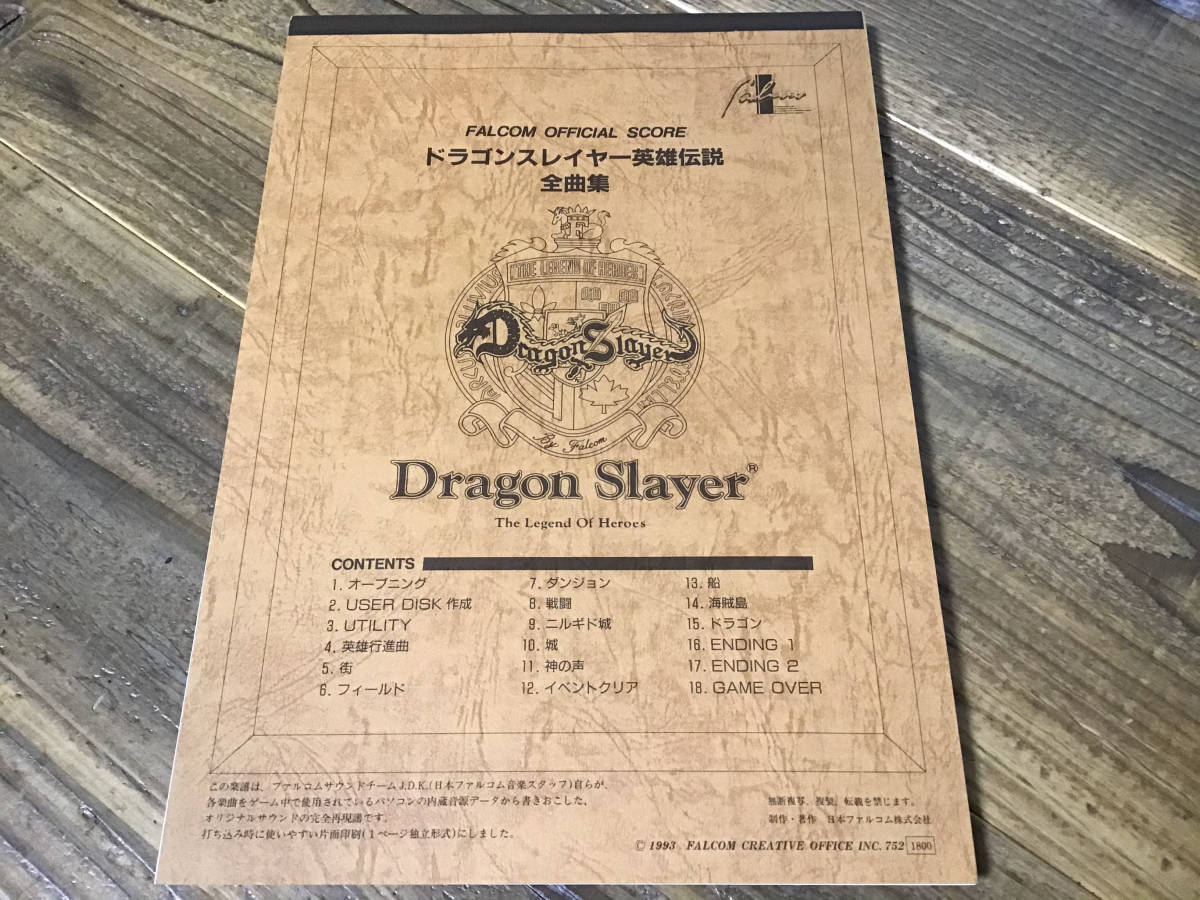 Falcom
FALCOM OFFICIAL SCORE
ドラゴンスレイヤー英雄伝説
全曲集
F
THE LEGEND OF HEROES
Dragon Slayer
By Falcom
Dragon Slayer®
The Legend Of Heroes
CONTENTS
1. オープニング
2. USER DISK 作成
3. UTILITY
4. 英雄行進曲
5. 街
6. フィールド
7. ダンジョン
8. 戦闘
9. ニルギド城
10. 城
11. 神の声
12. イベントクリア
13. 船
14. 海賊島
15. ドラゴン
16. ENDING 1
17. ENDING 2
18. GAME OVER
この楽譜は、ファルコムサウンドチームJ.D.K.(日本ファルコム音楽スタッフ)自らが、
各楽曲をゲーム中で使用されているパソコンの内蔵音源データから書きおこした、
オリジナルサウンドの完全再現譜です。
打ち込み時に使いやすい片面印刷(1ページ独立形式)にしました。
無断複写、複製、転載を禁じます。
制作・著作 日本ファルコム株式会社
© 1993 FALCOM CREATIVE OFFICE INC. 752 1800